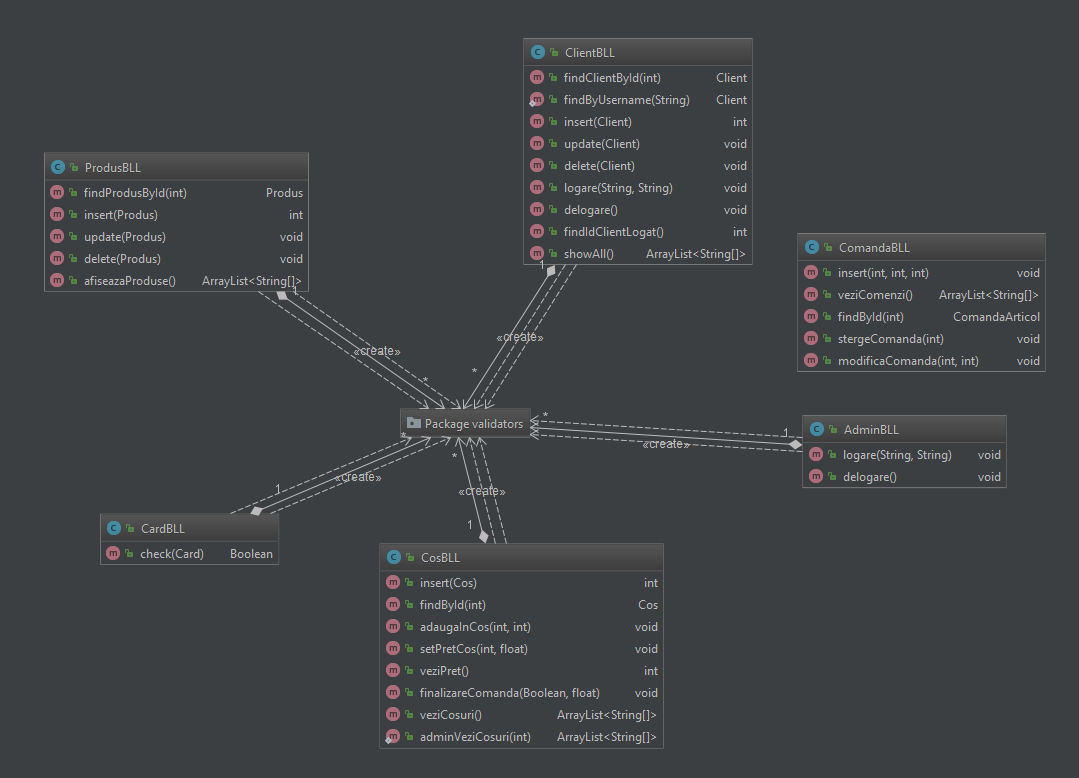 ClientBLL
findClientById(int) Client
findByUsername(String) Client
insert(Client) int
update(Client) void
delete(Client) void
logare(String, String) void
delogare() void
findIdClientLogat() int
showAll() ArrayList<String[]>
ProdusBLL
findProdusById(int) Produs
insert(Produs) int
update(Produs) void
delete(Produs) void
afiseazaProduse() ArrayList<String[]>
ComandaBLL
insert(int, int, int) void
veziComenzi() ArrayList<String[]>
findById(int) ComandaArticol
stergeComanda(int) void
modificaComanda(int, int) void
1
1
«create»
«create»
*
*
Package validators
*
*
1
«create»
AdminBLL
logare(String, String) void
delogare() void
*
«create»
1
«create»
1
CardBLL
check(Card) Boolean
CosBLL
insert(Cos) int
findById(int) Cos
adaugaInCos(int, int) void
setPretCos(int, float) void
veziPret() int
finalizareComanda(Boolean, float) void
veziCosuri() ArrayList<String[]>
adminVeziCosuri(int) ArrayList<String[]>